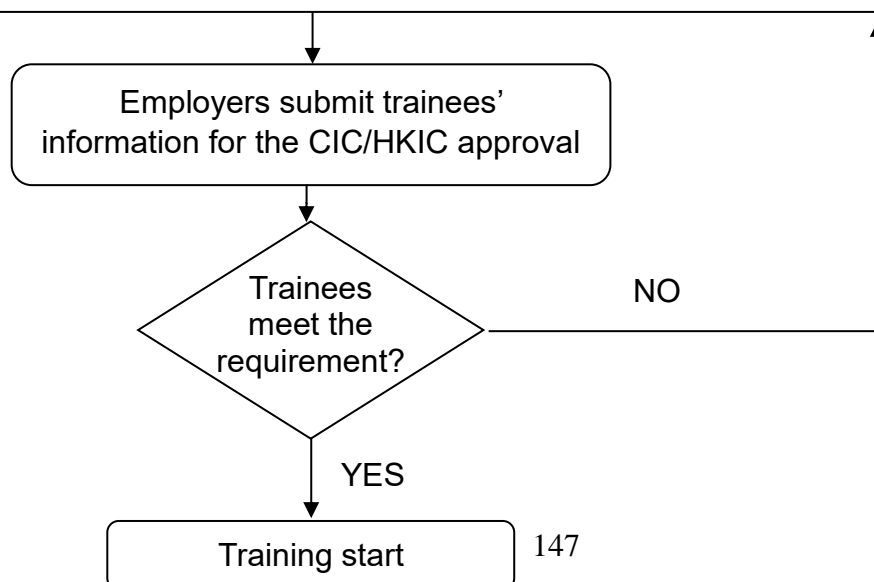 Employers submit trainees’
information for the CIC/HKIC approval
Trainees
meet the
requirement?
NO
YES
Training start
147